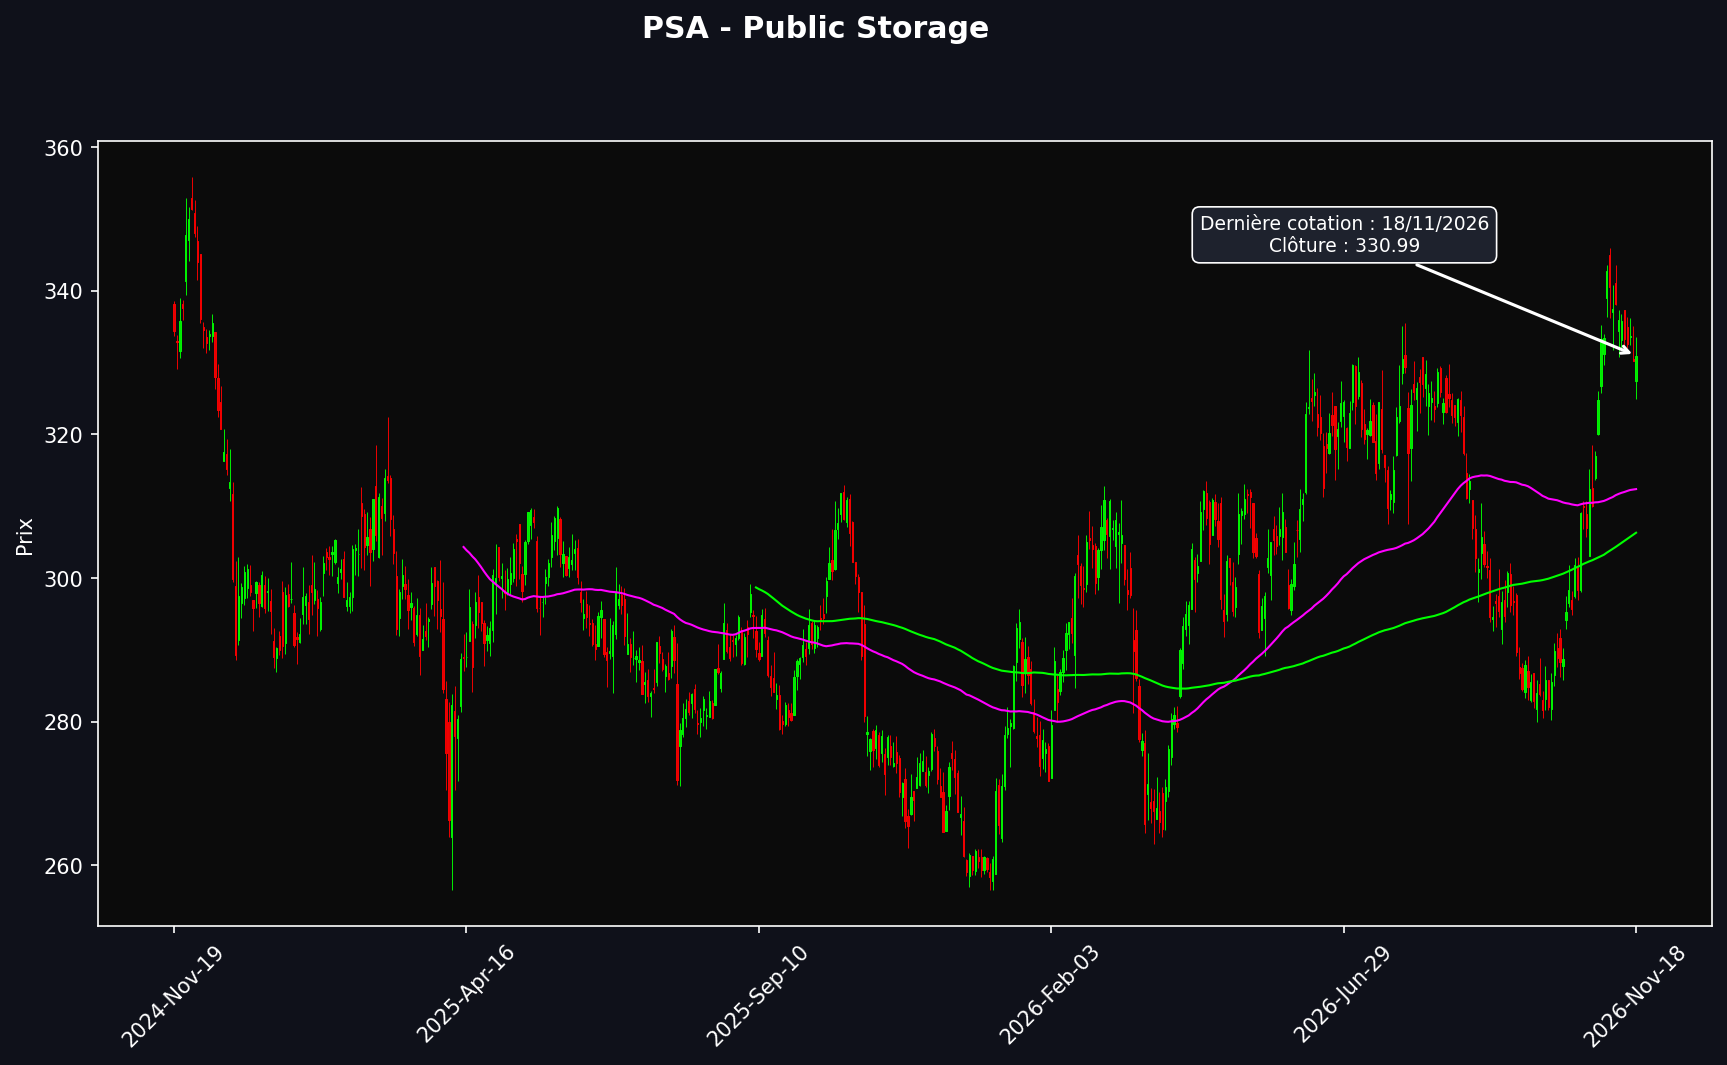 PSA - Public Storage
360
Dernière cotation : 18/11/2026
Clôture : 330.99
340
320
Prix
300
280
260
2024-Nov-19
2025-Apr-16
2025-Sep-10
2026-Feb-03
2026-Jun-29
2026-Nov-18